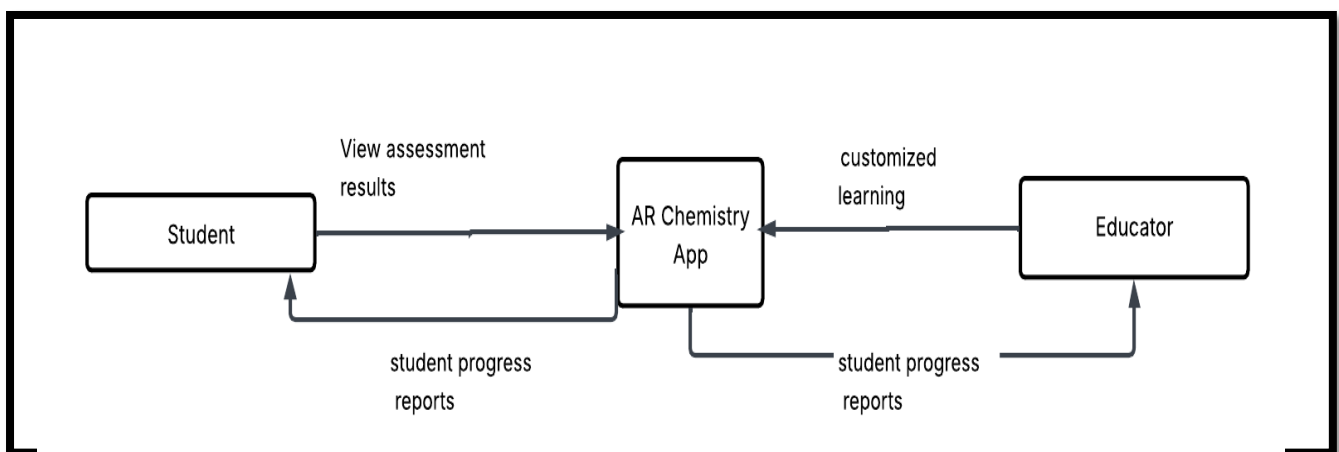 View assessment
results
customized
learning
Student
AR Chemistry
App
Educator
student progress
reports
student progress
reports